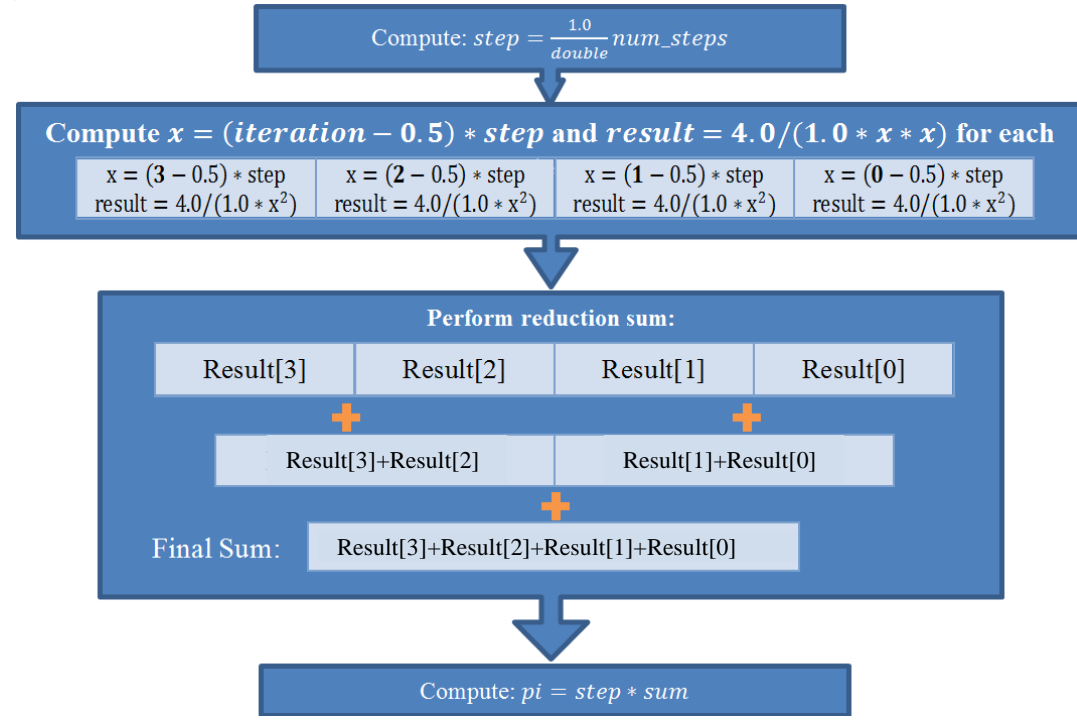 Compute: step = 1.0/double num_steps
Compute x = (iteration − 0.5) * step and result = 4.0/(1.0 * x * x) for each
x = (3 − 0.5) * step
result = 4.0/(1.0 * x²)
x = (2 − 0.5) * step
result = 4.0/(1.0 * x²)
x = (1 − 0.5) * step
result = 4.0/(1.0 * x²)
x = (0 − 0.5) * step
result = 4.0/(1.0 * x²)
Perform reduction sum:
Result[3] Result[2] Result[1] Result[0]
Result[3]+Result[2] Result[1]+Result[0]
Final Sum: Result[3]+Result[2]+Result[1]+Result[0]
Compute: pi = step * sum